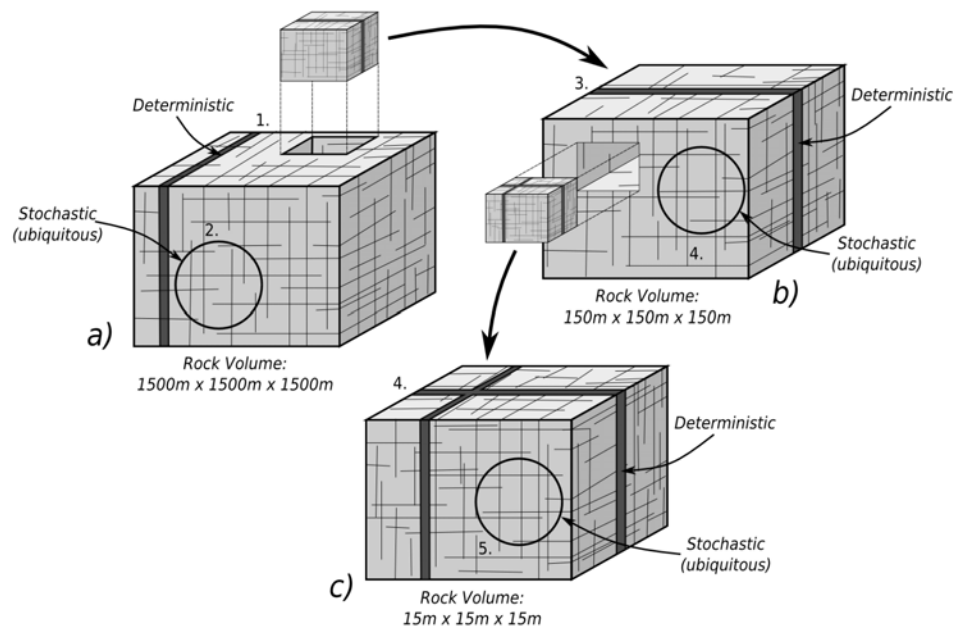 Deterministic
1.
Stochastic
(ubiquitous)
2.
a)
Rock Volume:
1500m x 1500m x 1500m
3.
Deterministic
4.
Stochastic
(ubiquitous)
b)
Rock Volume:
150m x 150m x 150m
4.
Deterministic
5.
Stochastic
(ubiquitous)
c)
Rock Volume:
15m x 15m x 15m